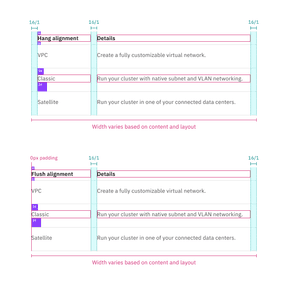 16/1 16/1 16/1
Hang alignment Details
VPC Create a fully customizable virtual network.
Classic Run your cluster with native subnet and VLAN networking.
Satellite Run your cluster in one of your connected data centers.
Width varies based on content and layout
0px padding 16/1 16/1
Flush alignment Details
VPC Create a fully customizable virtual network.
Classic Run your cluster with native subnet and VLAN networking.
Satellite Run your cluster in one of your connected data centers.
Width varies based on content and layout